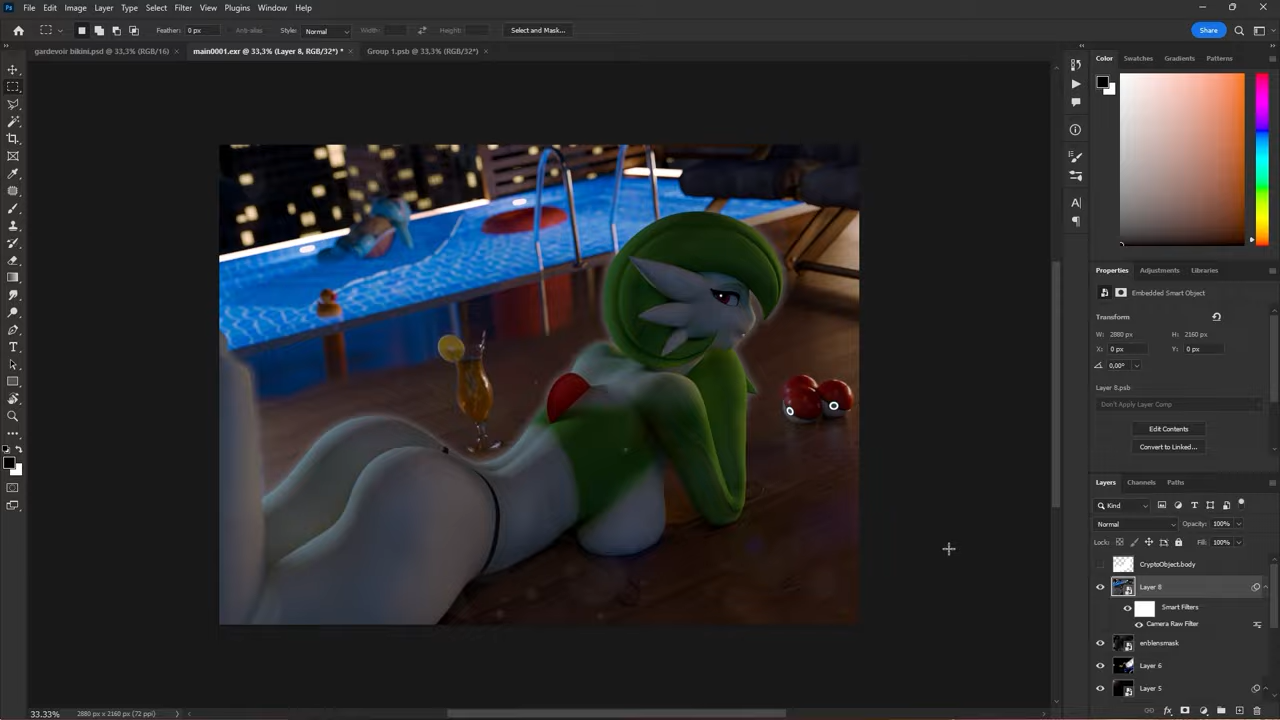 Ps File Edit Image Layer Type Select Filter View Plugins Window Help
Feather: 0 px Anti-alias Style: Normal Width: Height: Select and Mask... Share
gardevoir bikini.psd @ 33,3% (RGB/16) × main0001.exr @ 33,3% (Layer 8, RGB/32*) * × Group 1.psb @ 33,3% (RGB/32*) ×
Color Swatches Gradients Patterns
Properties Adjustments Libraries
Embedded Smart Object
Transform
W: 2880 px H: 2160 px
X: 0 px Y: 0 px
0,00°
Layer 8.psb
Don't Apply Layer Comp
Edit Contents
Convert to Linked...
Layers Channels Paths
Kind
Normal Opacity: 100%
Lock: Fill: 100%
CryptoObject.body
Layer 8
Smart Filters
Camera Raw Filter
enblensmask
Layer 6
Layer 5
33.33% 2880 px x 2160 px (72 ppi)